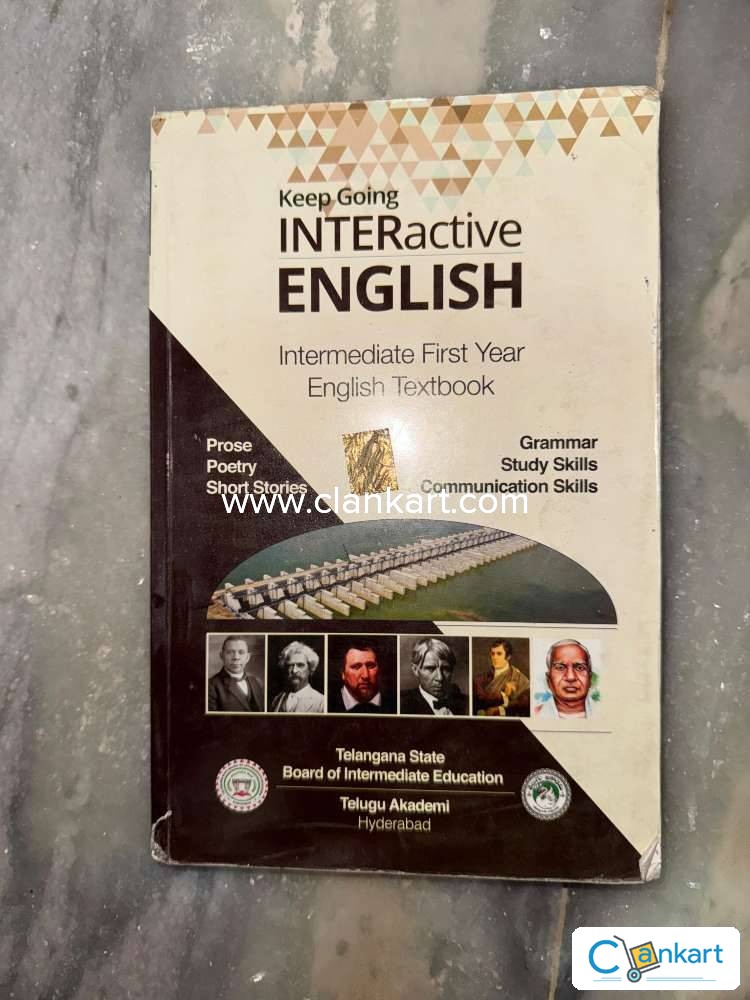 Keep Going
INTERactive
ENGLISH
Intermediate First Year
English Textbook
Prose
Poetry
Short Stories
Grammar
Study Skills
Communication Skills
www.clankart.com
Telangana State
Board of Intermediate Education
Telugu Akademi
Hyderabad
Clankart